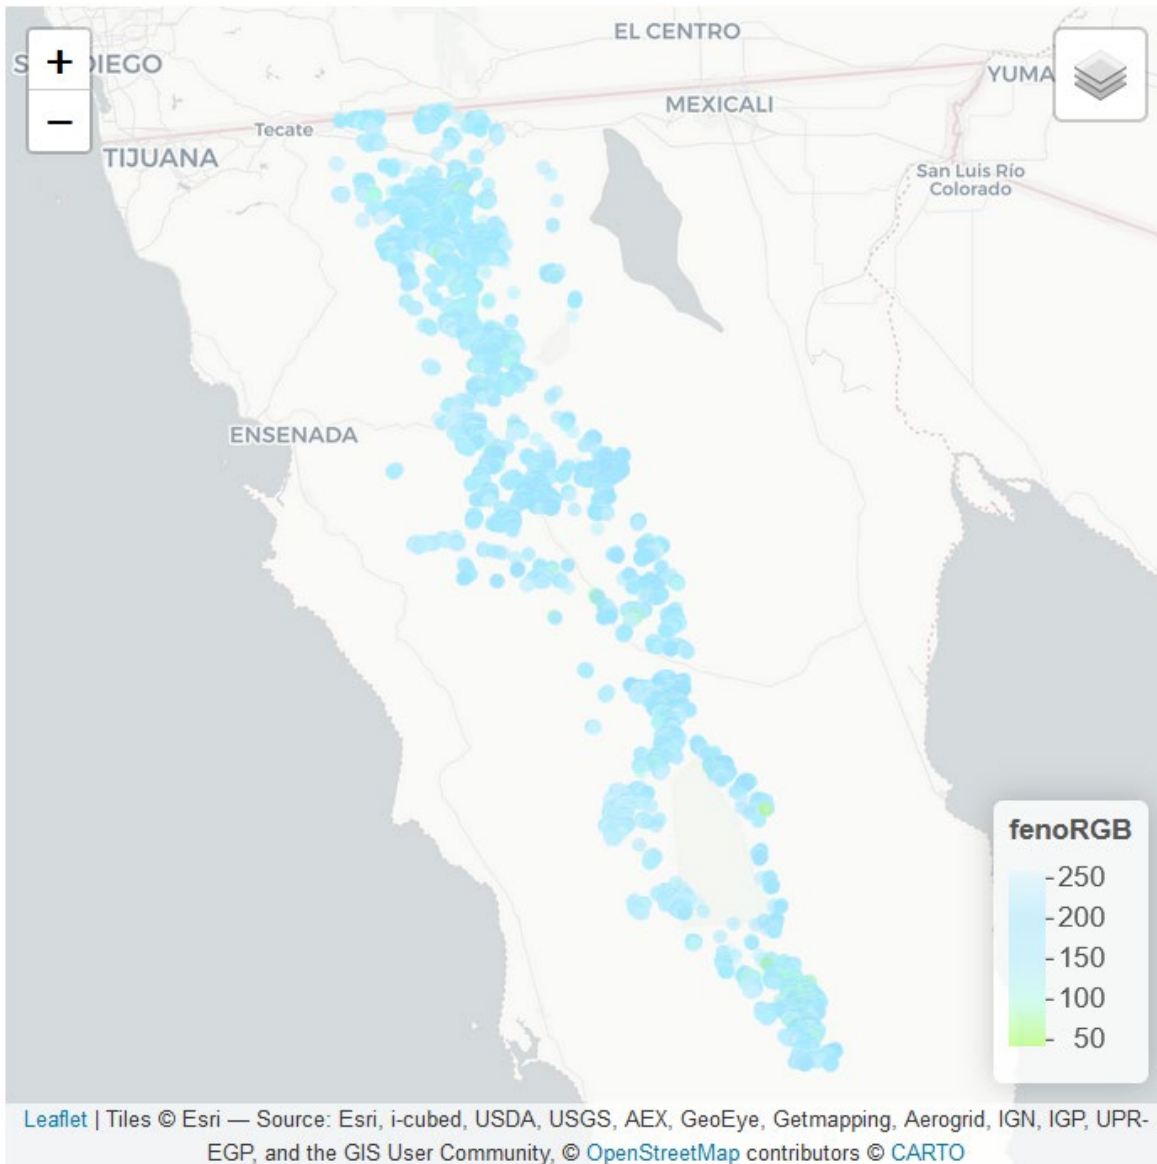 EL CENTRO
+
S DIEGO
YUMA
MEXICALI
Tecate
−
TIJUANA
San Luis Río
Colorado
ENSENADA
fenoRGB
250
200
150
100
50
Leaflet | Tiles © Esri — Source: Esri, i-cubed, USDA, USGS, AEX, GeoEye, Getmapping, Aerogrid, IGN, IGP, UPR-
EGP, and the GIS User Community, © OpenStreetMap contributors © CARTO